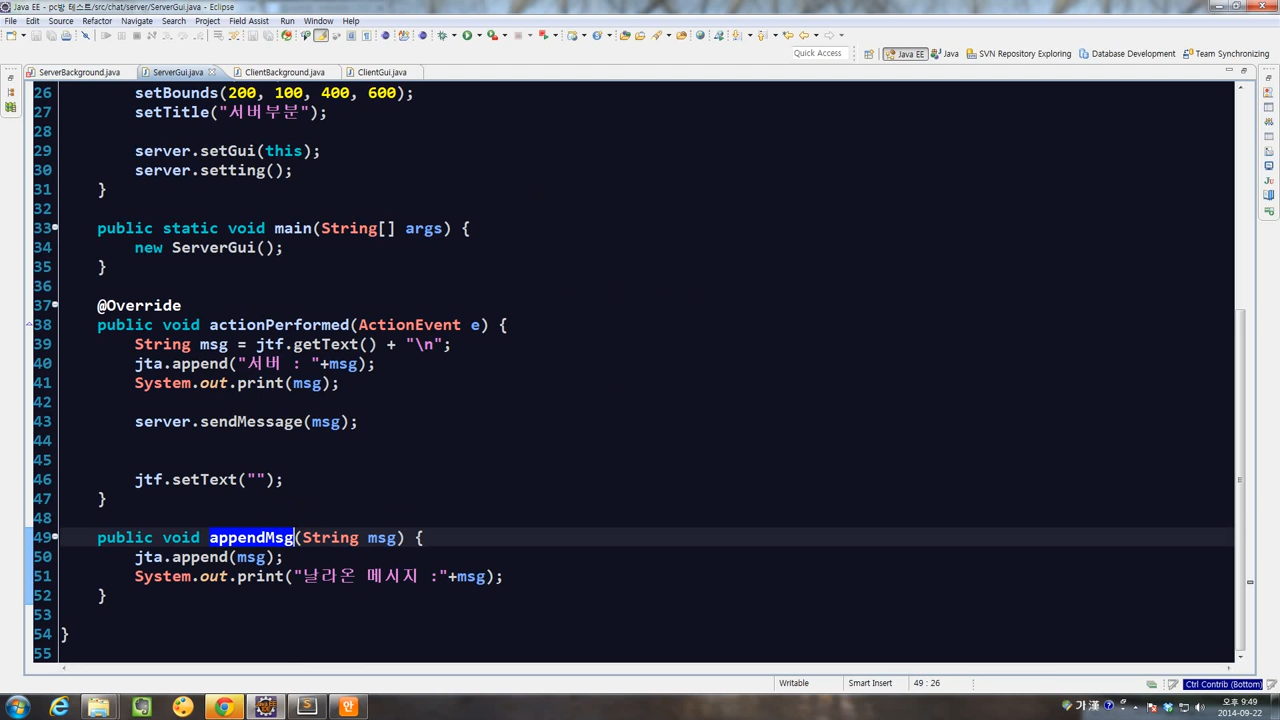 Java EE - pc방 테스트/src/chat/server/ServerGui.java - Eclipse
File Edit Source Refactor Navigate Search Project Field Assist Run Window Help
Quick Access Java EE Java SVN Repository Exploring Database Development Team Synchronizing
ServerBackground.java ServerGui.java ClientBackground.java ClientGui.java
26 setBounds(200, 100, 400, 600);
27 setTitle("서버부분");
28
29 server.setGui(this);
30 server.setting();
31 }
32
33 public static void main(String[] args) {
34 new ServerGui();
35 }
36
37 @Override
38 public void actionPerformed(ActionEvent e) {
39 String msg = jtf.getText() + "\n";
40 jta.append("서버 : "+msg);
41 System.out.print(msg);
42
43 server.sendMessage(msg);
44
45
46 jtf.setText("");
47 }
48
49 public void appendMsg(String msg) {
50 jta.append(msg);
51 System.out.print("날라온 메시지 :"+msg);
52 }
53
54 }
55
Writable Smart Insert 49 : 26 Ctrl Contrib (Bottom)
가 漢 오후 9:49
2014-09-22